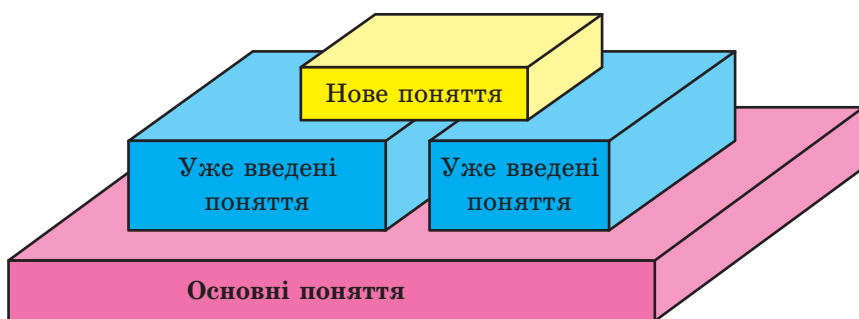 Нове поняття
Уже введені
поняття
Уже введені
поняття
Основні поняття